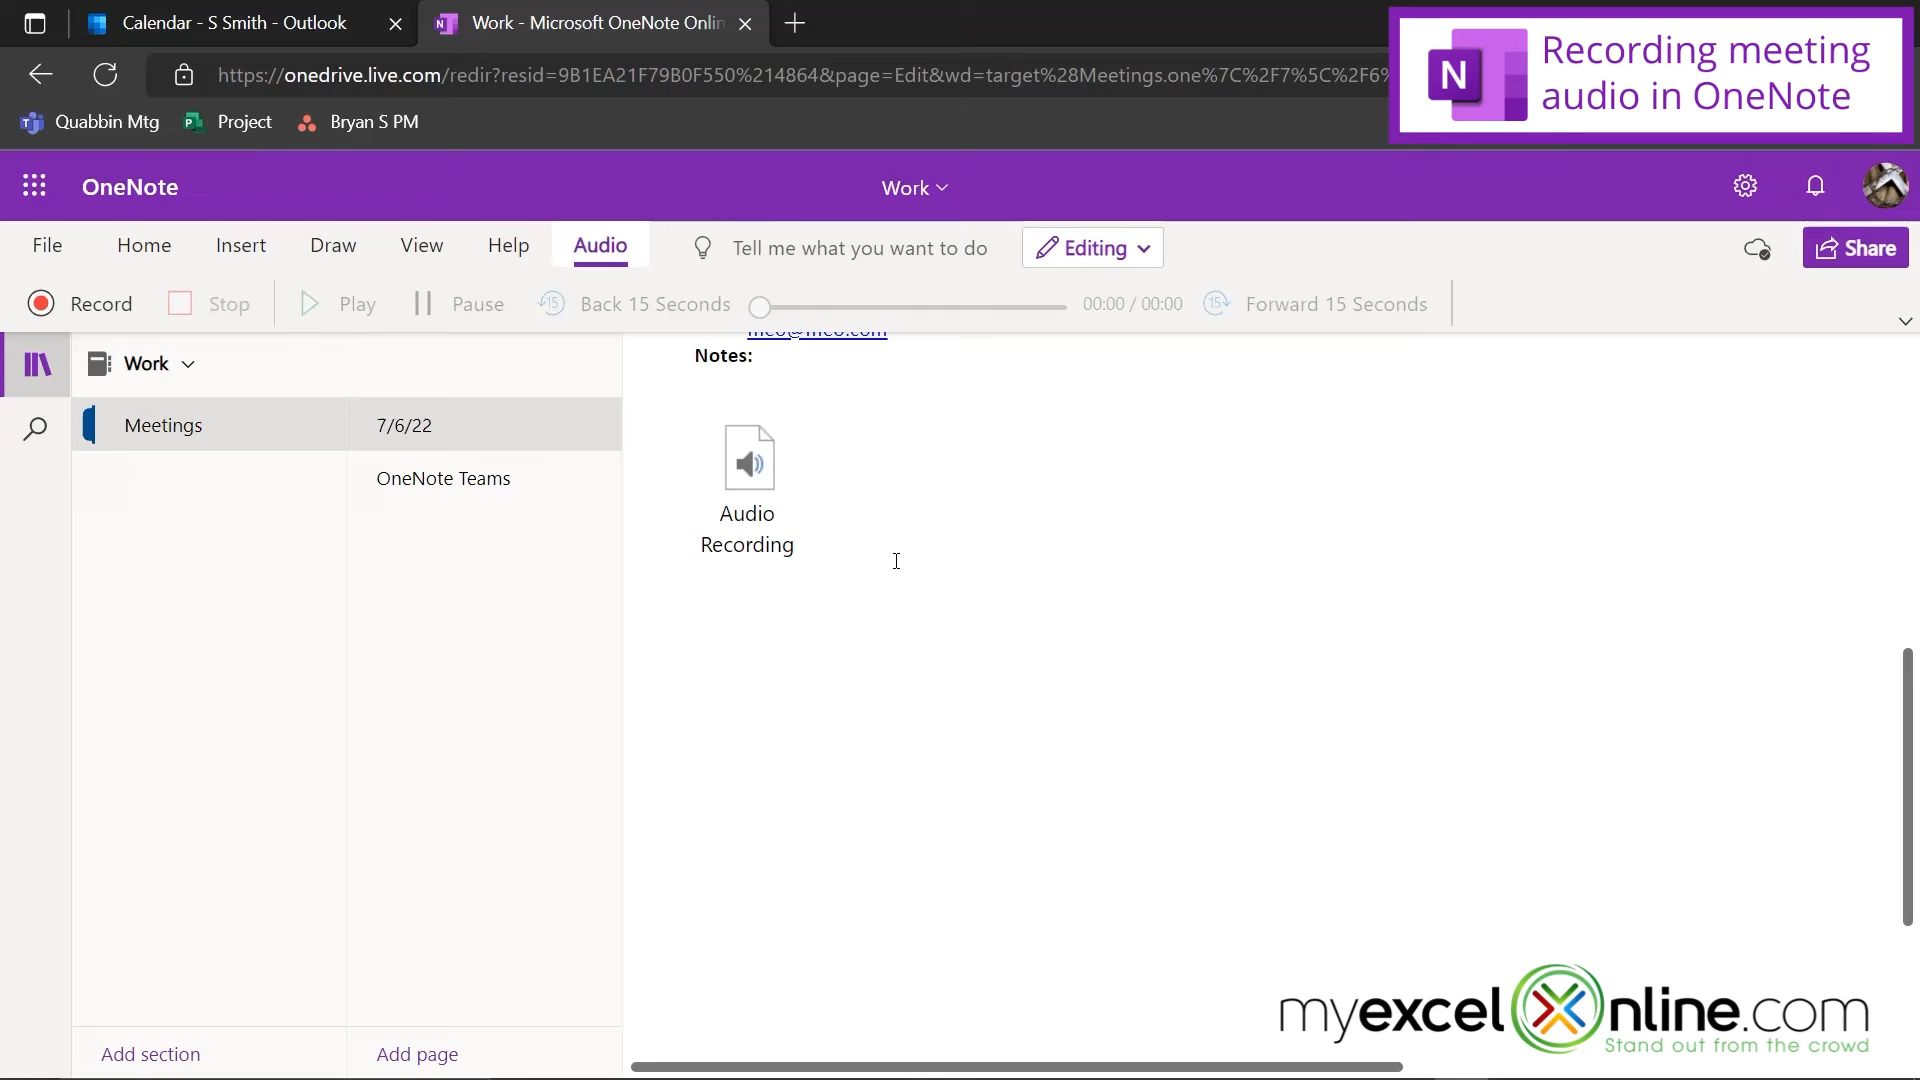 Calendar - S Smith - Outlook
Work - Microsoft OneNote Onlin
https://onedrive.live.com/redir?resid=9B1EA21F79B0F550%214864&page=Edit&wd=target%28Meetings.one%7C%2F7%5C%2F6%
N Recording meeting
audio in OneNote
Quabbin Mtg
Project
Bryan S PM
OneNote
Work
File
Home
Insert
Draw
View
Help
Audio
Tell me what you want to do
Editing
Share
Record
Stop
Play
Pause
15 Back 15 Seconds
00:00 / 00:00
15 Forward 15 Seconds
Notes:
Work
Meetings
7/6/22
OneNote Teams
Audio
Recording
Add section
Add page
myexcelonline.com
Stand out from the crowd